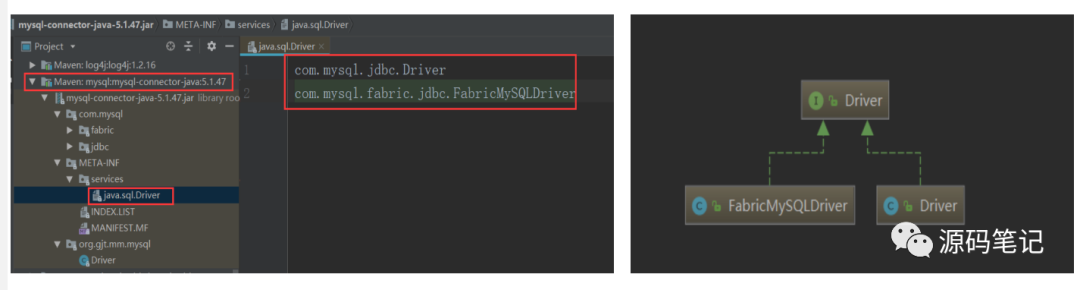 mysql-connector-java-5.1.47.jar META-INF services java.sql.Driver
Project
java.sql.Driver
Maven: log4j:log4j:1.2.16
Maven: mysql:mysql-connector-java:5.1.47
mysql-connector-java-5.1.47.jar library roo
com.mysql
fabric
jdbc
META-INF
services
java.sql.Driver
INDEX.LIST
MANIFEST.MF
org.gjt.mm.mysql
Driver
1 com.mysql.jdbc.Driver
2 com.mysql.fabric.jdbc.FabricMySQLDriver
I Driver
C FabricMySQLDriver
C Driver
源码笔记